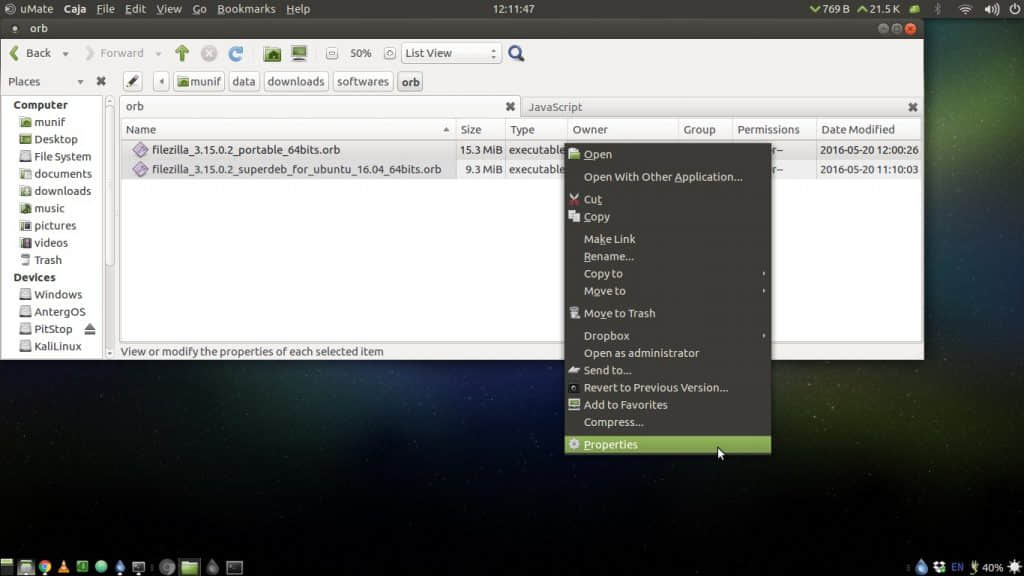 uMate Caja File Edit View Go Bookmarks Help 12:11:47 769 B 21.5 K
orb
Back Forward 50% List View
Places munif data downloads softwares orb
Computer
munif
Desktop
File System
documents
downloads
music
pictures
videos
Trash
Devices
Windows
AntergOS
PitStop
KaliLinux
orb JavaScript
Name Size Type Owner Group Permissions Date Modified
filezilla_3.15.0.2_portable_64bits.orb 15.3 MiB executable r-- 2016-05-20 12:00:26
filezilla_3.15.0.2_superdeb_for_ubuntu_16.04_64bits.orb 9.3 MiB executable r-- 2016-05-20 11:10:03
Open
Open With Other Application...
Cut
Copy
Make Link
Rename...
Copy to
Move to
Move to Trash
Dropbox
Open as administrator
Send to...
Revert to Previous Version...
Add to Favorites
Compress...
Properties
View or modify the properties of each selected item
EN 40%